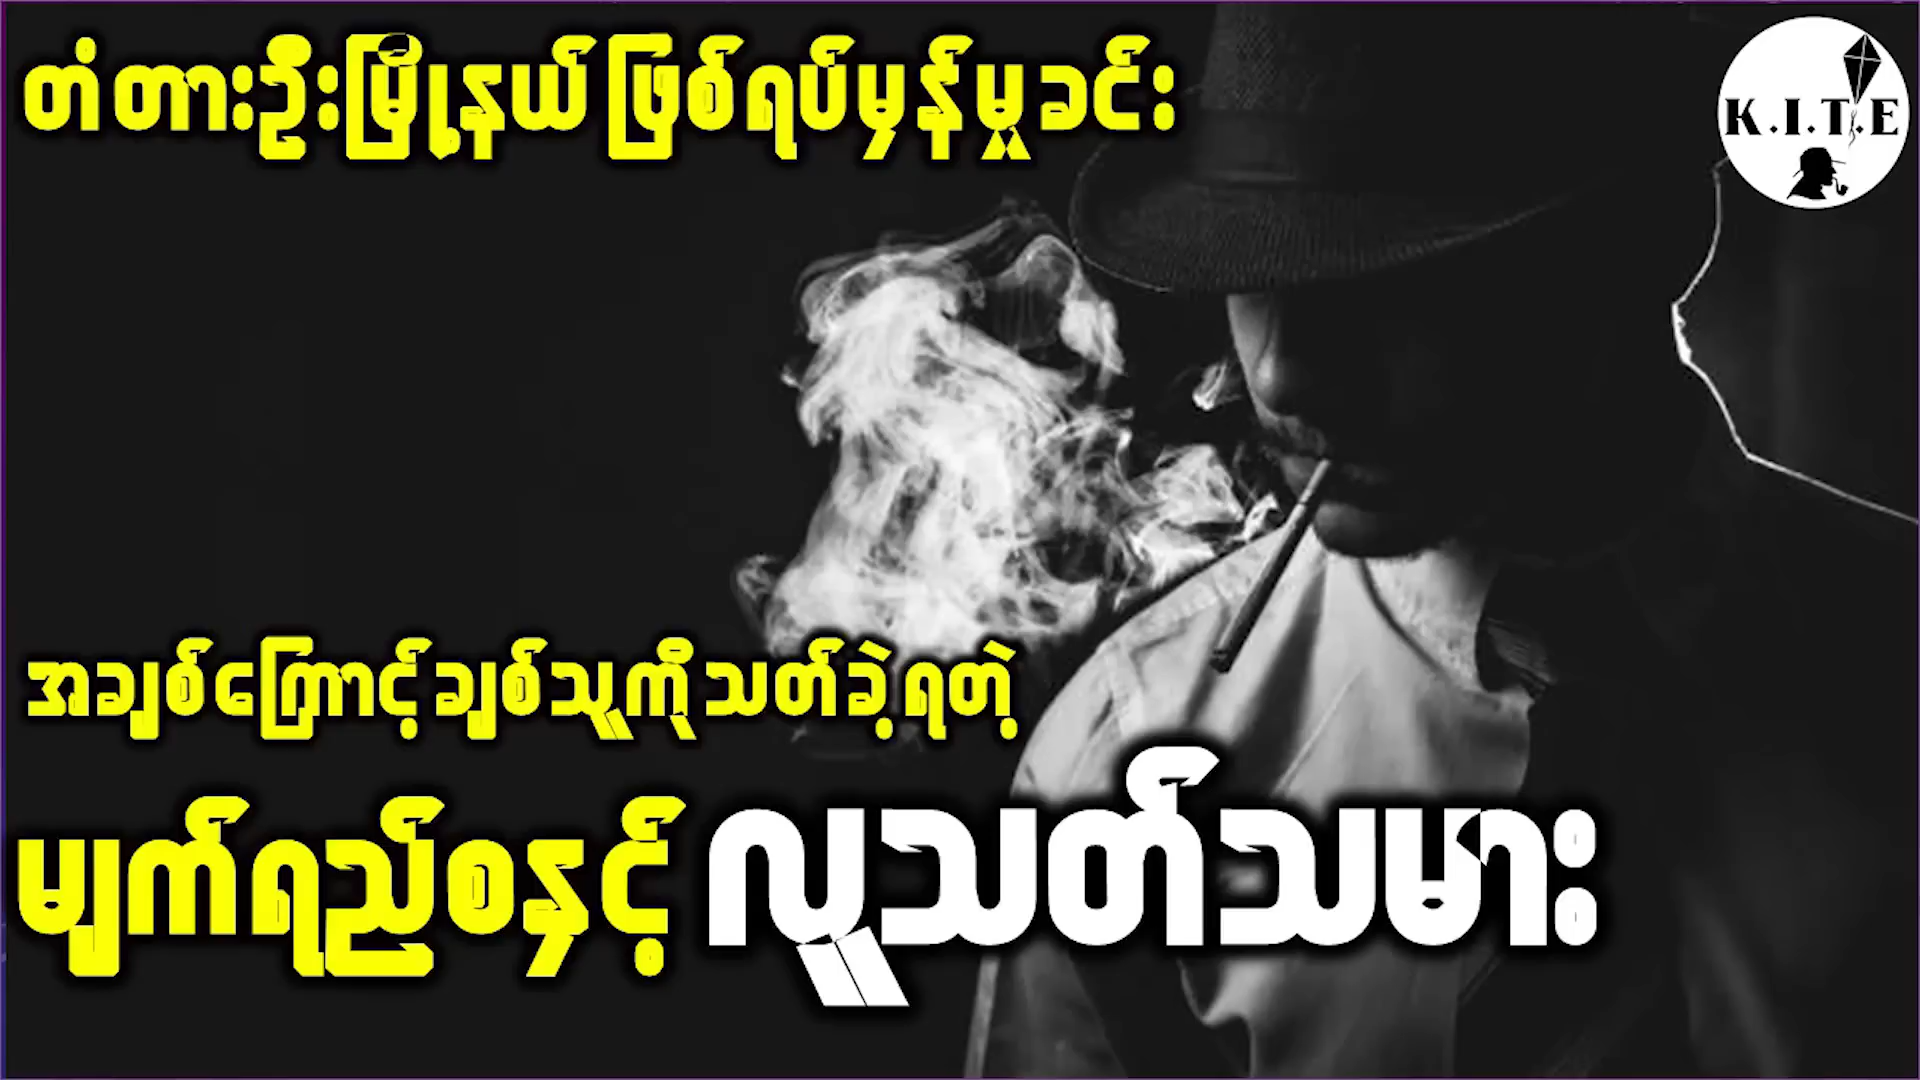 တံတားဦးမြို့နယ် ဖြစ်ရပ်မှန်မှုခင်း
K.I.T.E
အချစ်ကြောင့် ချစ်သူကို သတ်ခဲ့ရတဲ့
မျက်ရည်စနှင့် လူသတ်သမား